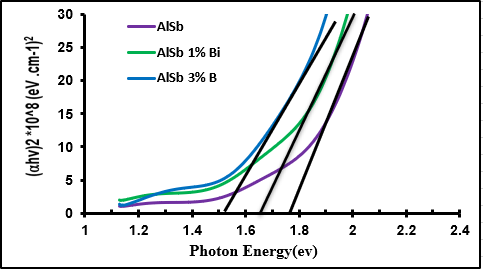 (αhν)2 *10^8 (eV .cm-1)^2
30
25
20
15
10
5
0
AlSb
AlSb 1% Bi
AlSb 3% B
1 1.2 1.4 1.6 1.8 2 2.2 2.4
Photon Energy(ev)